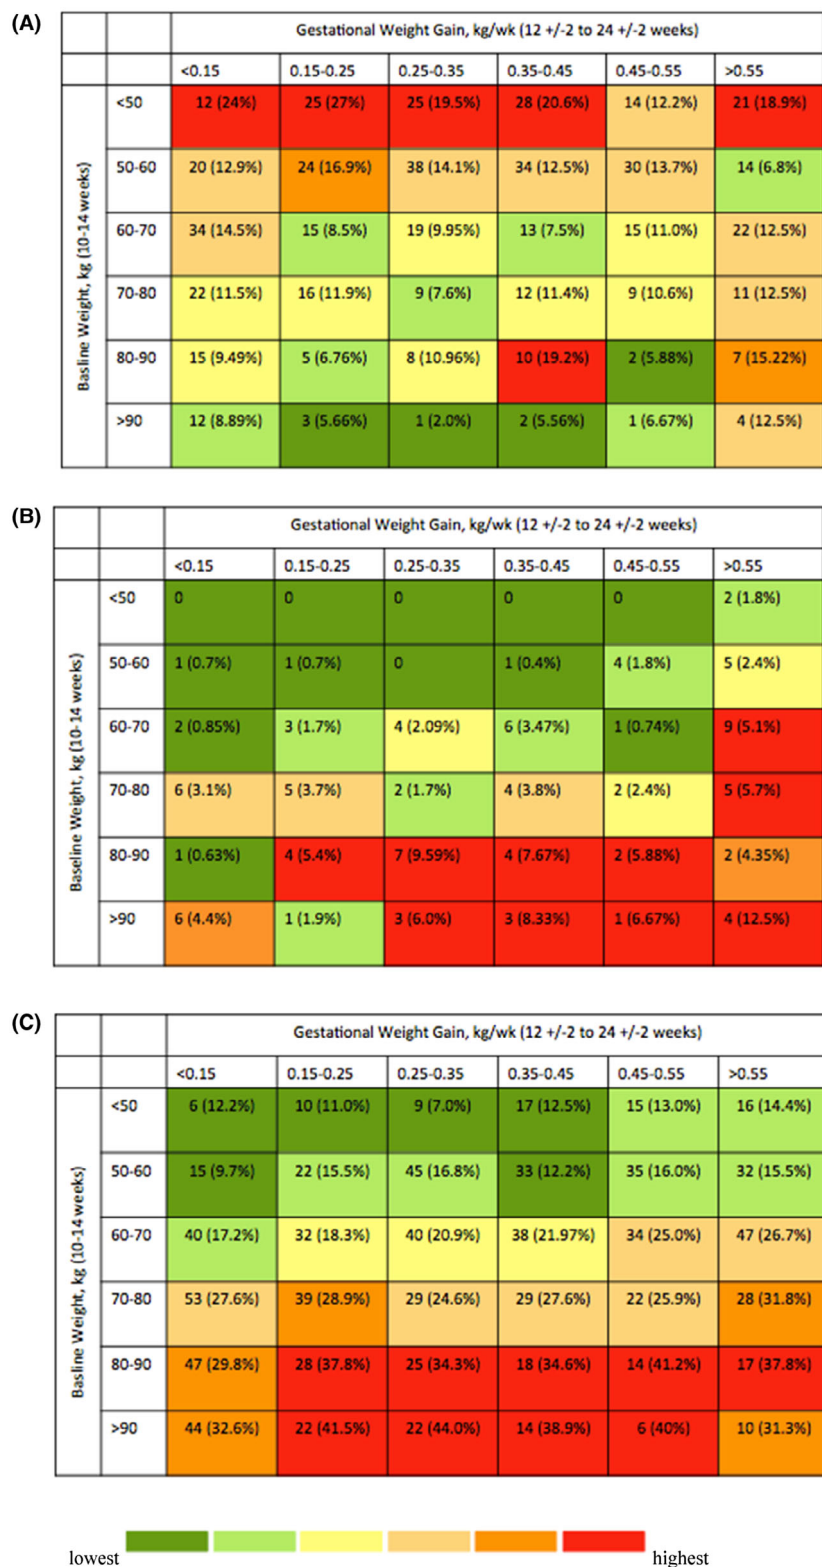 (A)
Gestational Weight Gain, kg/wk (12 +/-2 to 24 +/-2 weeks)
<0.15 0.15-0.25 0.25-0.35 0.35-0.45 0.45-0.55 >0.55
Basline Weight, kg (10-14 weeks)
<50 12 (24%) 25 (27%) 25 (19.5%) 28 (20.6%) 14 (12.2%) 21 (18.9%)
50-60 20 (12.9%) 24 (16.9%) 38 (14.1%) 34 (12.5%) 30 (13.7%) 14 (6.8%)
60-70 34 (14.5%) 15 (8.5%) 19 (9.95%) 13 (7.5%) 15 (11.0%) 22 (12.5%)
70-80 22 (11.5%) 16 (11.9%) 9 (7.6%) 12 (11.4%) 9 (10.6%) 11 (12.5%)
80-90 15 (9.49%) 5 (6.76%) 8 (10.96%) 10 (19.2%) 2 (5.88%) 7 (15.22%)
>90 12 (8.89%) 3 (5.66%) 1 (2.0%) 2 (5.56%) 1 (6.67%) 4 (12.5%)
(B)
Gestational Weight Gain, kg/wk (12 +/-2 to 24 +/-2 weeks)
<0.15 0.15-0.25 0.25-0.35 0.35-0.45 0.45-0.55 >0.55
Baseline Weight, kg (10-14 weeks)
<50 0 0 0 0 0 2 (1.8%)
50-60 1 (0.7%) 1 (0.7%) 0 1 (0.4%) 4 (1.8%) 5 (2.4%)
60-70 2 (0.85%) 3 (1.7%) 4 (2.09%) 6 (3.47%) 1 (0.74%) 9 (5.1%)
70-80 6 (3.1%) 5 (3.7%) 2 (1.7%) 4 (3.8%) 2 (2.4%) 5 (5.7%)
80-90 1 (0.63%) 4 (5.4%) 7 (9.59%) 4 (7.67%) 2 (5.88%) 2 (4.35%)
>90 6 (4.4%) 1 (1.9%) 3 (6.0%) 3 (8.33%) 1 (6.67%) 4 (12.5%)
(C)
Gestational Weight Gain, kg/wk (12 +/-2 to 24 +/-2 weeks)
<0.15 0.15-0.25 0.25-0.35 0.35-0.45 0.45-0.55 >0.55
Basline Weight, kg (10-14 weeks)
<50 6 (12.2%) 10 (11.0%) 9 (7.0%) 17 (12.5%) 15 (13.0%) 16 (14.4%)
50-60 15 (9.7%) 22 (15.5%) 45 (16.8%) 33 (12.2%) 35 (16.0%) 32 (15.5%)
60-70 40 (17.2%) 32 (18.3%) 40 (20.9%) 38 (21.97%) 34 (25.0%) 47 (26.7%)
70-80 53 (27.6%) 39 (28.9%) 29 (24.6%) 29 (27.6%) 22 (25.9%) 28 (31.8%)
80-90 47 (29.8%) 28 (37.8%) 25 (34.3%) 18 (34.6%) 14 (41.2%) 17 (37.8%)
>90 44 (32.6%) 22 (41.5%) 22 (44.0%) 14 (38.9%) 6 (40%) 10 (31.3%)
lowest highest